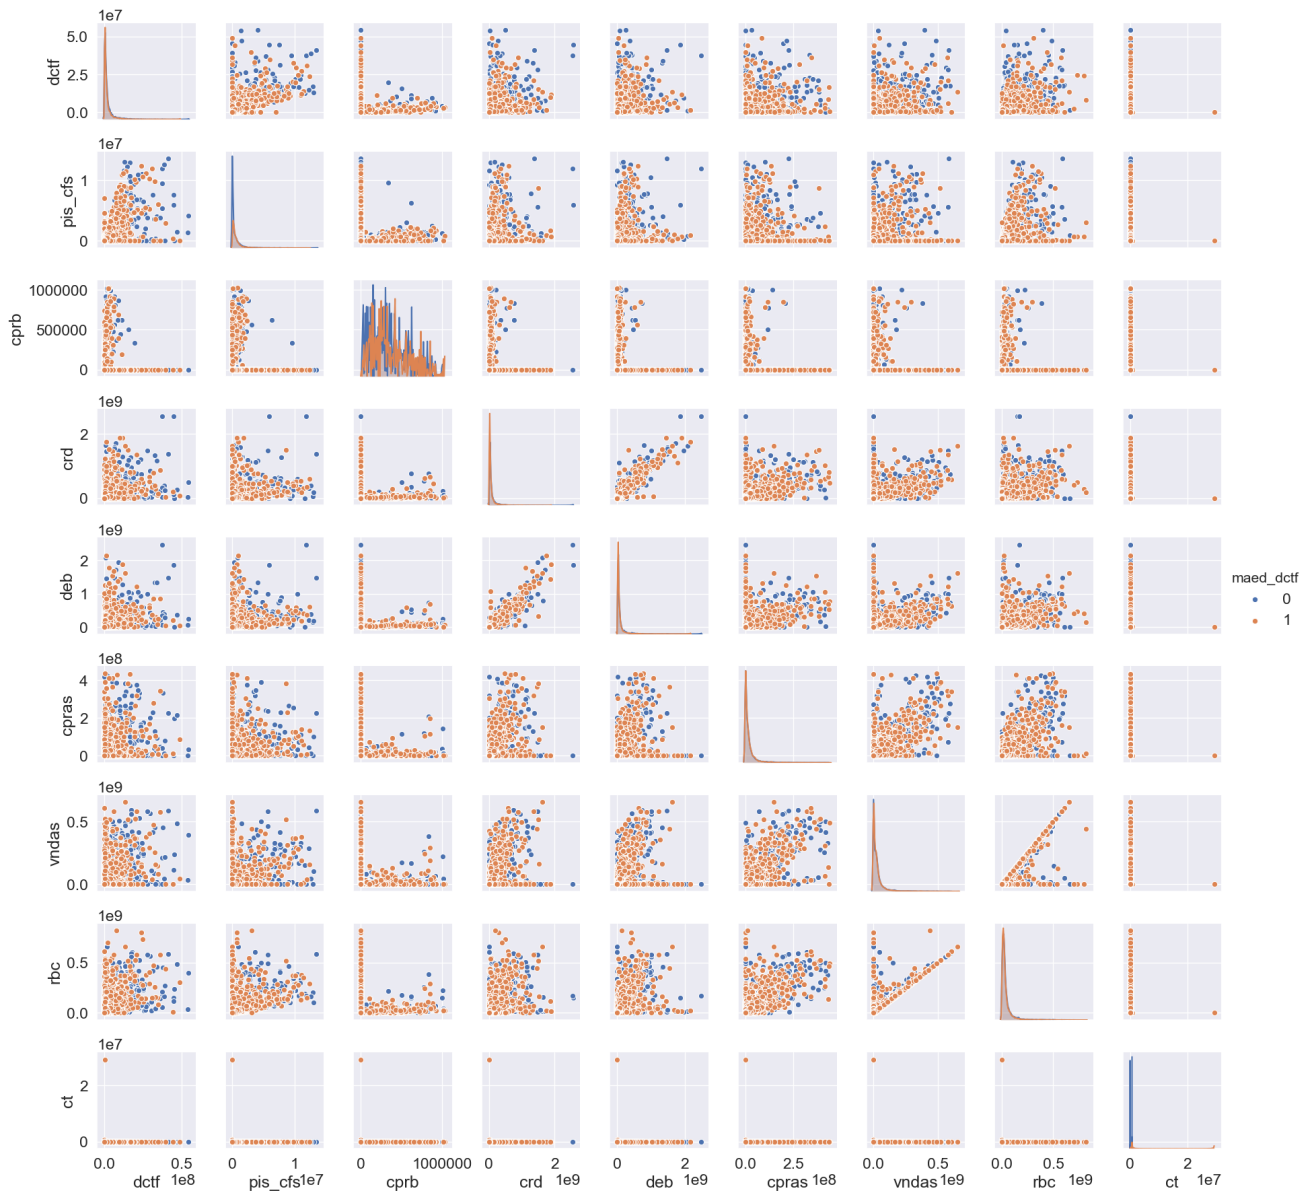 1e7
5.0
2.5
0.0
dctf
1e7
1
0
pis_cfs
1000000
500000
0
cprb
1e9
2
0
crd
1e9
2
1
0
deb
1e8
4
2
0
cpras
1e9
0.5
0.0
vndas
1e9
0.5
0.0
rbc
1e7
2
0
ct
0.0 0.5 0 1 0 1000000 0 2 0 2 0.0 2.5 0.0 0.5 0.0 0.5 0 2
dctf 1e8 pis_cfs 1e7 cprb crd 1e9 deb 1e9 cpras 1e8 vndas 1e9 rbc 1e9 ct 1e7
maed_dctf
0
1